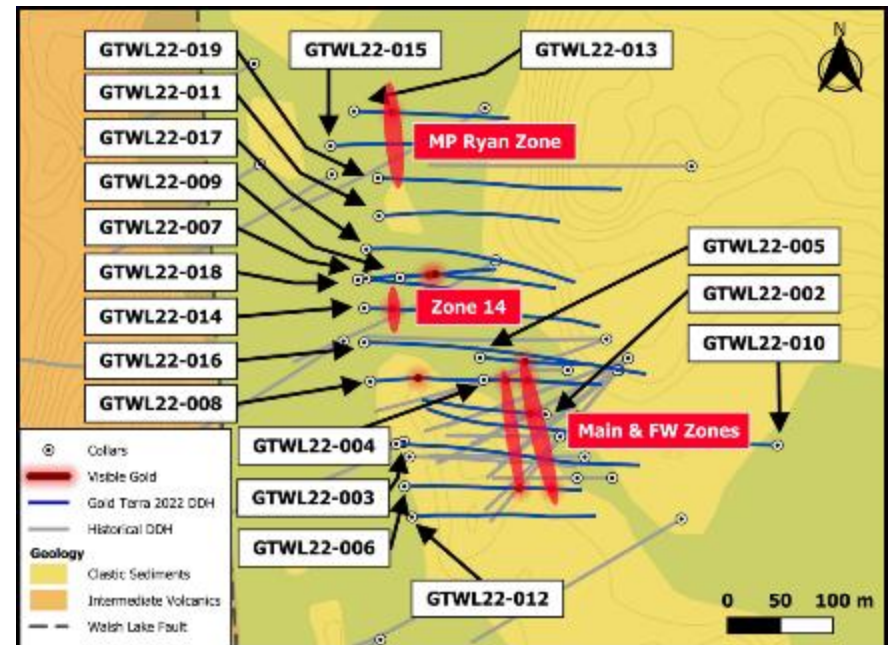 GTWL22-019
GTWL22-015
GTWL22-013
N
GTWL22-011
MP Ryan Zone
GTWL22-017
GTWL22-009
GTWL22-007
GTWL22-005
GTWL22-018
GTWL22-002
GTWL22-014
Zone 14
GTWL22-010
GTWL22-016
GTWL22-008
Main & FW Zones
GTWL22-004
GTWL22-003
GTWL22-006
GTWL22-012
Collars
Visible Gold
Gold Terra 2022 DDH
Historical DDH
Geology
Clastic Sediments
Intermediate Volcanics
Walsh Lake Fault
0 50 100 m